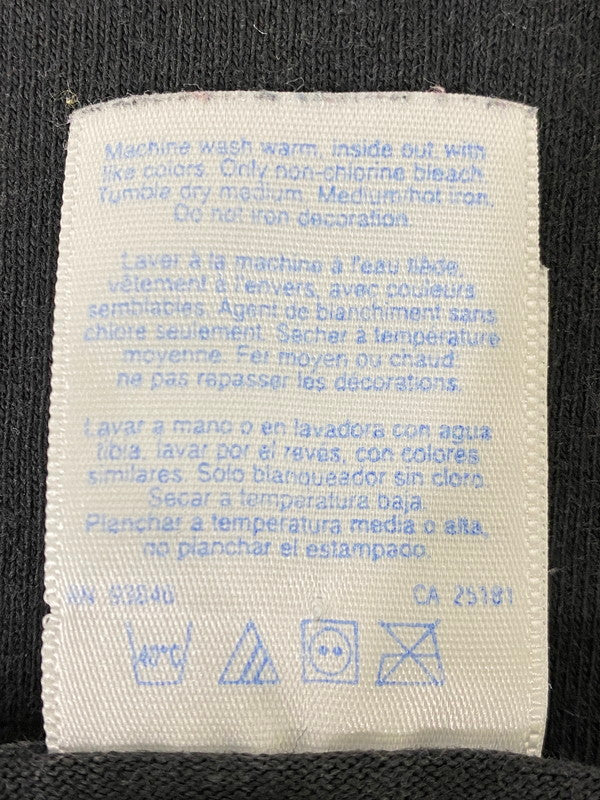 Machine wash warm, inside out, with
like colors. Only non-chlorine bleach.
Tumble dry medium. Medium/hot iron.
Do not iron decoration.
Laver à la machine à l'eau tiède,
vêtement à l'envers, avec couleurs
semblables. Agent de blanchiment sans
chlore seulement. Sécher a température
moyenne. Fer moyen ou chaud.
ne pas repasser les décorations.
Lavar a mano o en lavadora con agua
tibia, lavar por el reves, con colores
similares. Solo blanqueador sin cloro.
Secar a temperatura baja.
Planchar a temperatura media o alta,
no planchar el estampado.
CA 25181
40°C